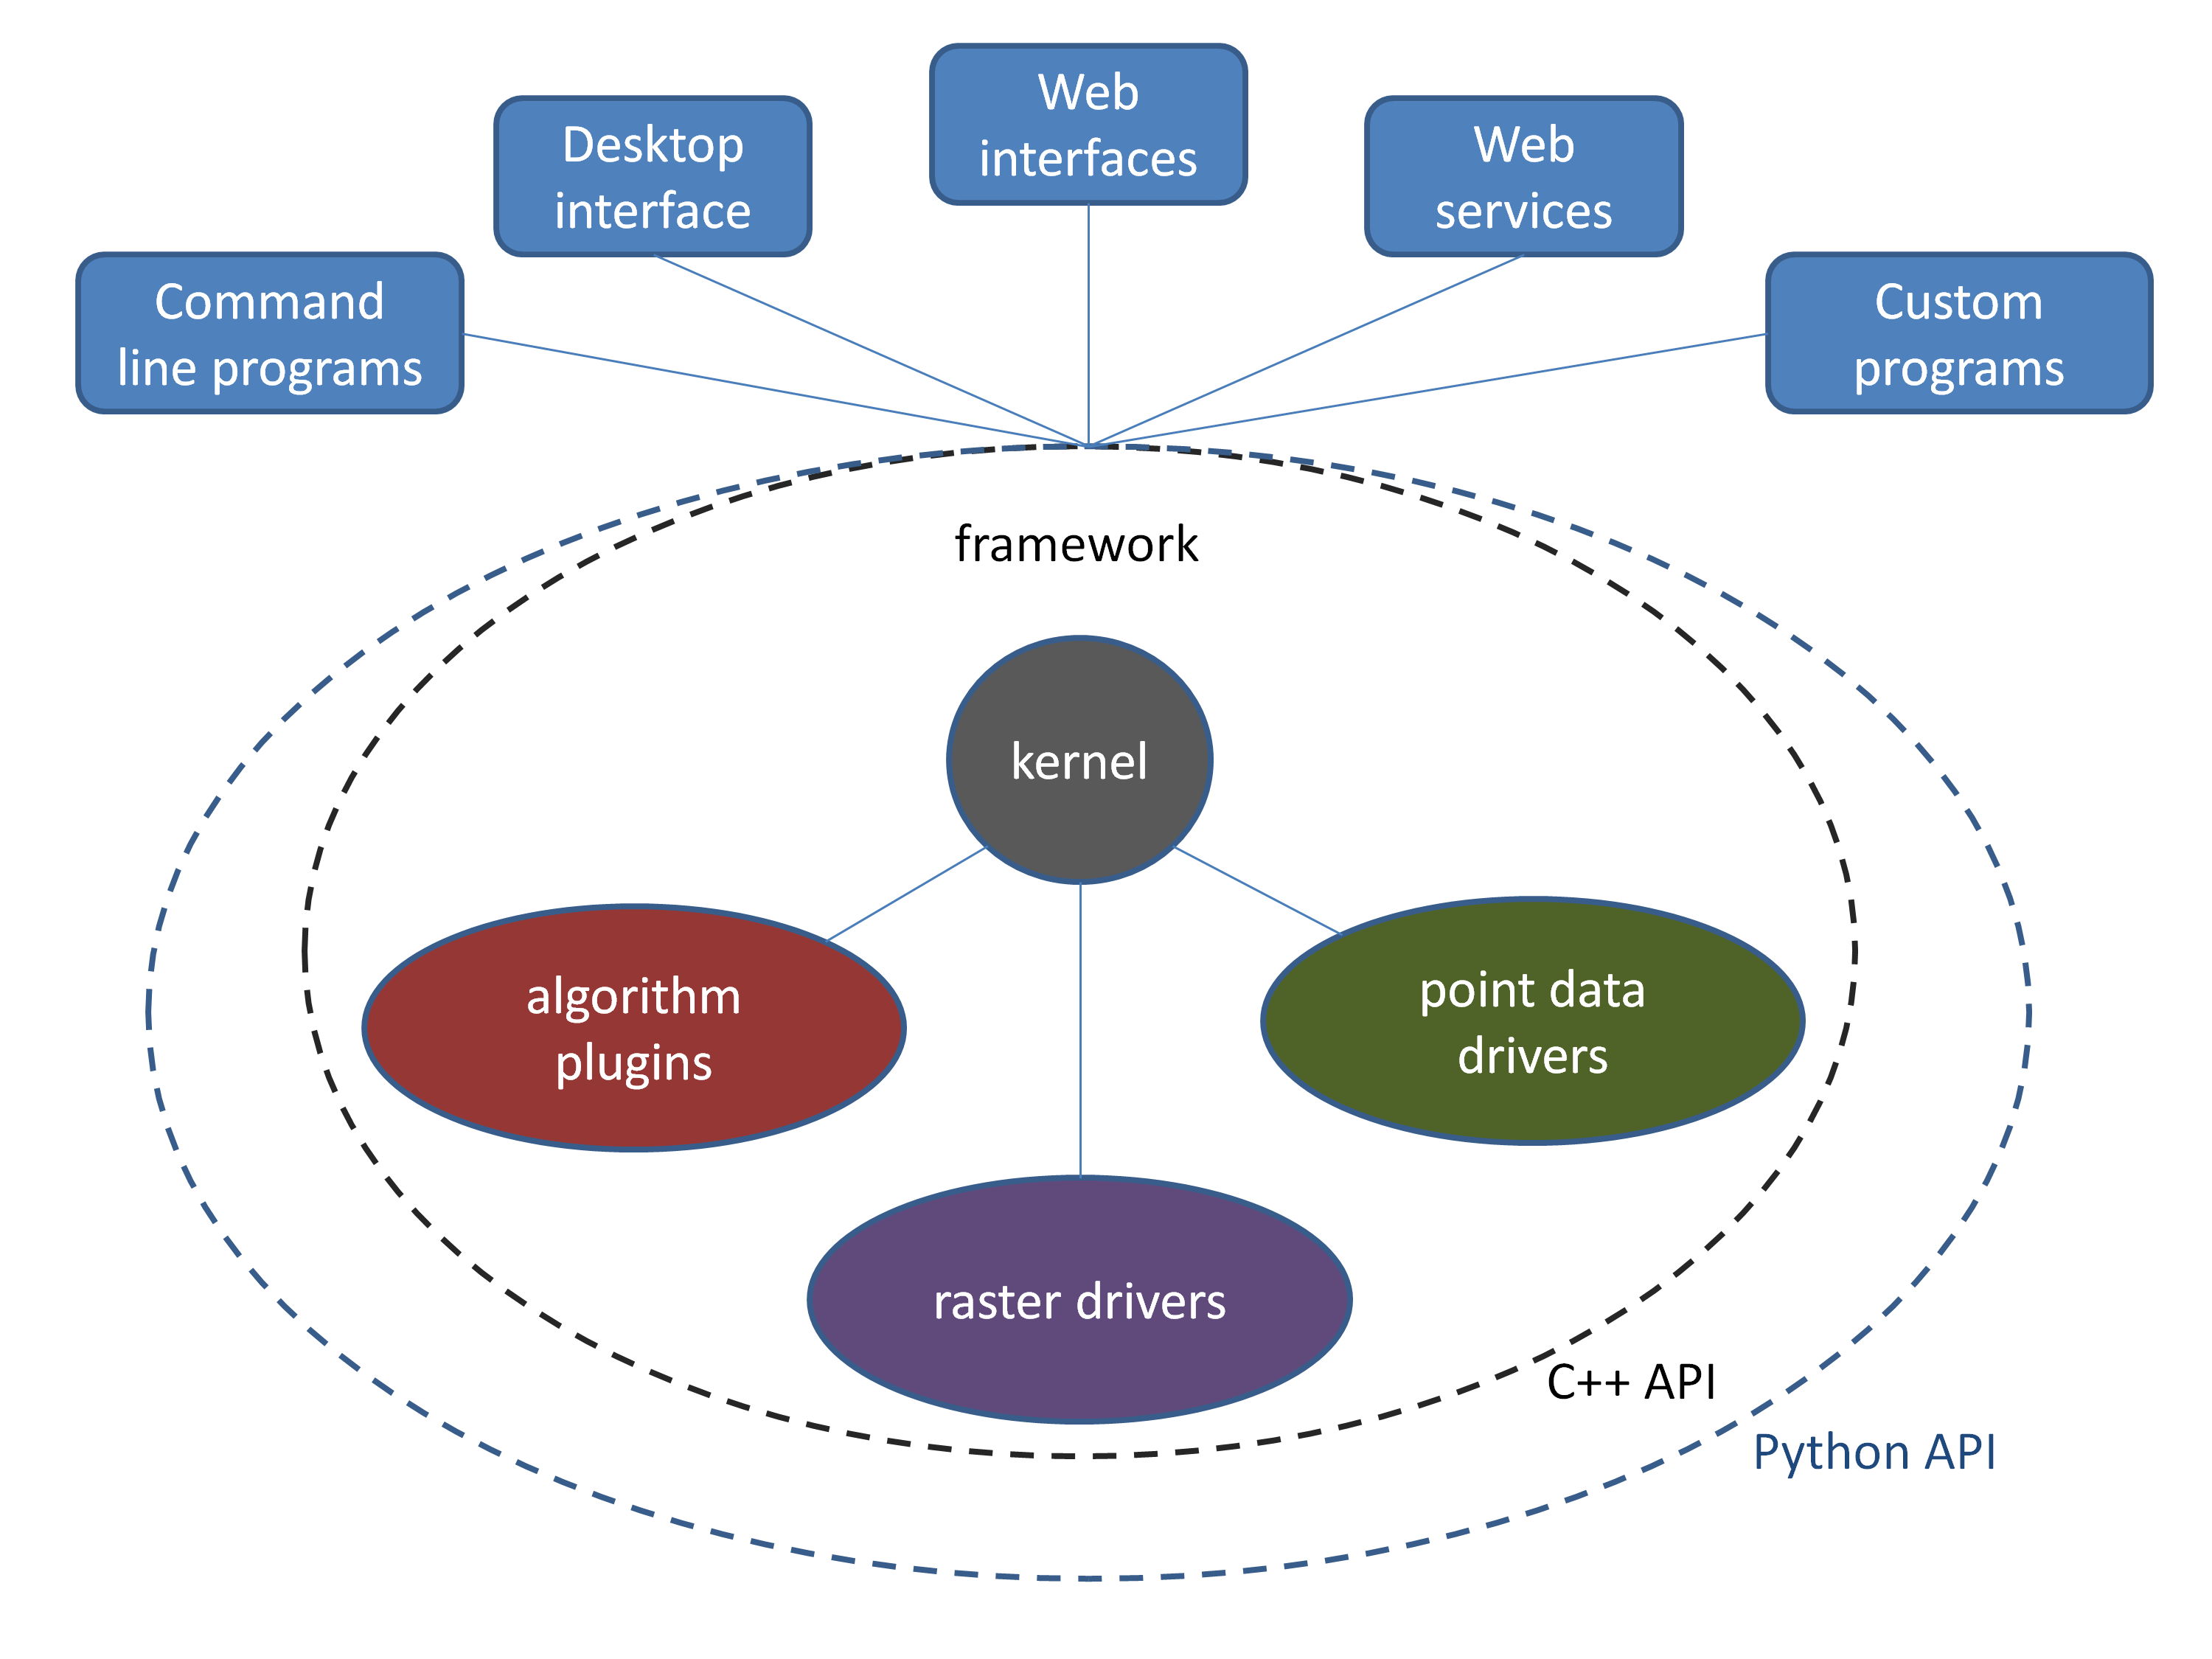 Web
interfaces
Desktop
interface
Web
services
Command
line programs
Custom
programs
framework
kernel
algorithm
plugins
point data
drivers
raster drivers
C++ API
Python API